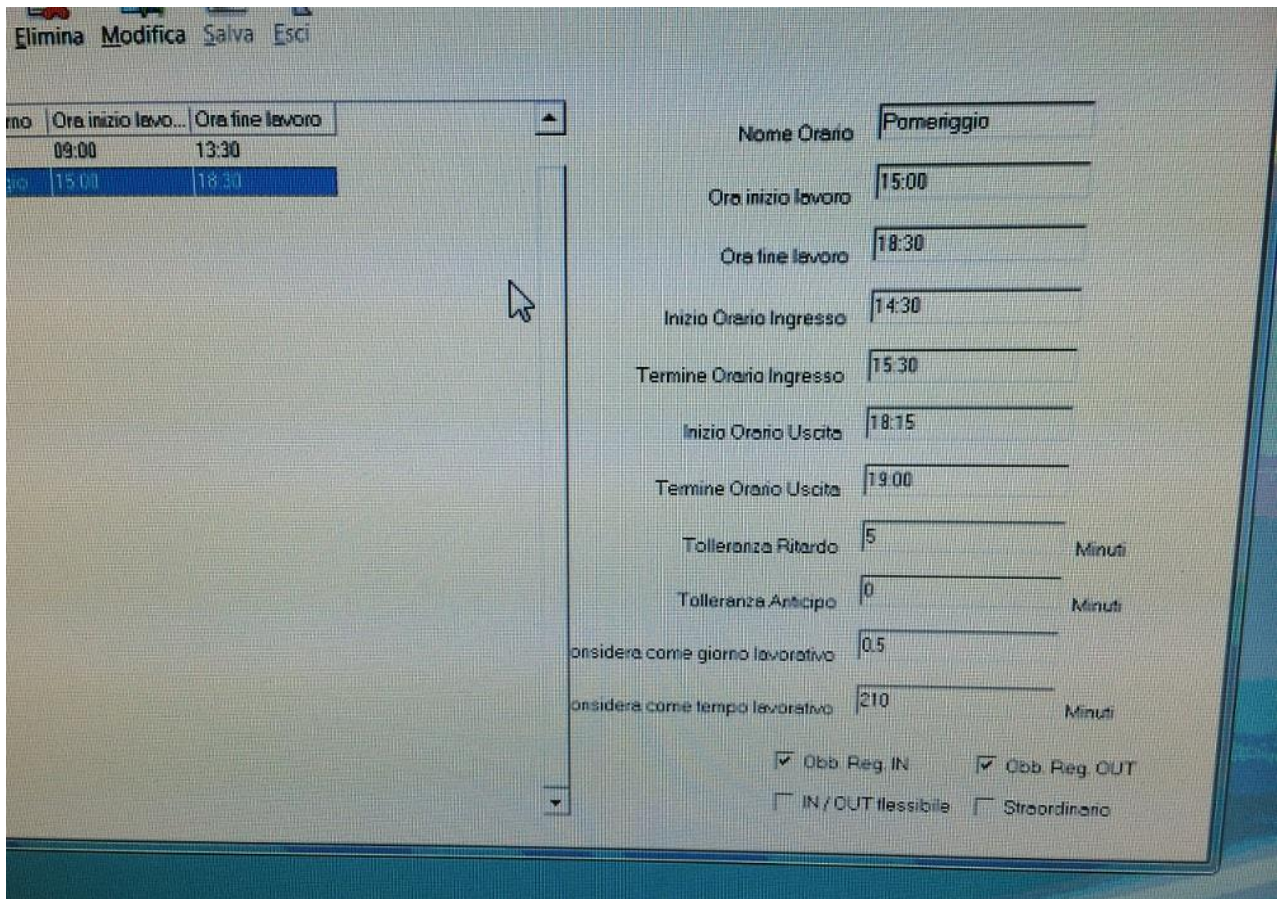 Elimina Modifica Salva Esci
rno Ora inizio lavo... Ora fine lavoro
09:00 13:30
gio 15:00 18:30
Nome Orario Pomeriggio
Ora inizio lavoro 15:00
Ora fine lavoro 18:30
Inizio Orario Ingresso 14:30
Termine Orario Ingresso 15:30
Inizio Orario Uscita 18:15
Termine Orario Uscita 19:00
Tolleranza Ritardo 5 Minuti
Tolleranza Anticipo 0 Minuti
onsidera come giorno lavorativo 0.5
onsidera come tempo lavorativo 210 Minuti
Obb. Reg. IN Obb. Reg. OUT
IN / OUT flessibile Straordinario